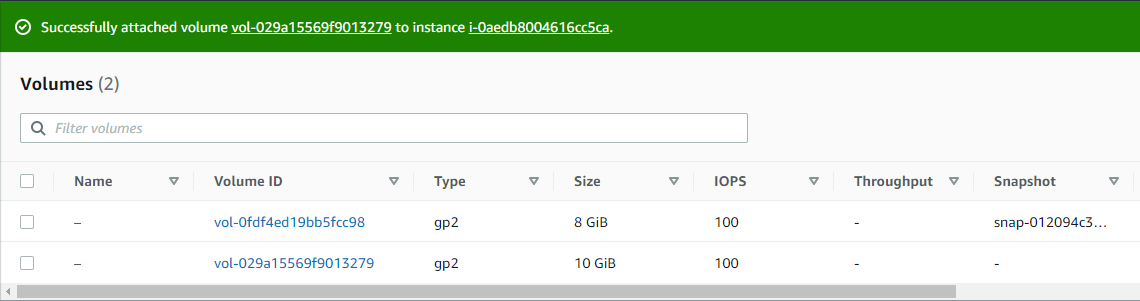 Successfully attached volume vol-029a15569f9013279 to instance i-0aedb8004616cc5ca.
Volumes (2)
Filter volumes
Name Volume ID Type Size IOPS Throughput Snapshot
– vol-0fdf4ed19bb5fcc98 gp2 8 GiB 100 - snap-012094c3...
– vol-029a15569f9013279 gp2 10 GiB 100 - -